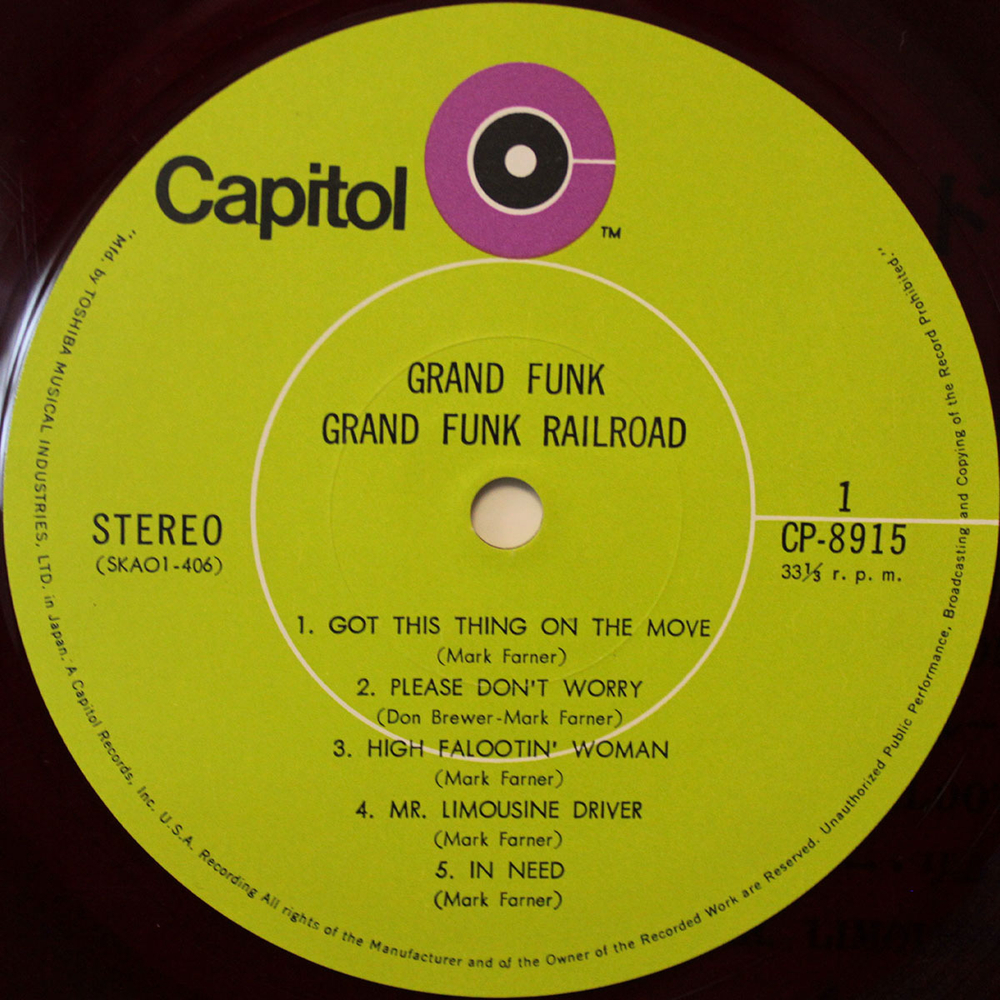 Capitol
TM
GRAND FUNK
GRAND FUNK RAILROAD
STEREO
(SKAO1-406)
1
CP-8915
33⅓ r. p. m.
1. GOT THIS THING ON THE MOVE
(Mark Farner)
2. PLEASE DON'T WORRY
(Don Brewer-Mark Farner)
3. HIGH FALOOTIN' WOMAN
(Mark Farner)
4. MR. LIMOUSINE DRIVER
(Mark Farner)
5. IN NEED
(Mark Farner)
"Mfd. by TOSHIBA MUSICAL INDUSTRIES, LTD. in Japan. A Capitol Records, Inc. U.S.A. Recording All rights of the Manufacturer and of the Owner of the Recorded Work are Reserved. Unauthorized Public Performance, Broadcasting and Copying of the Record Prohibited."